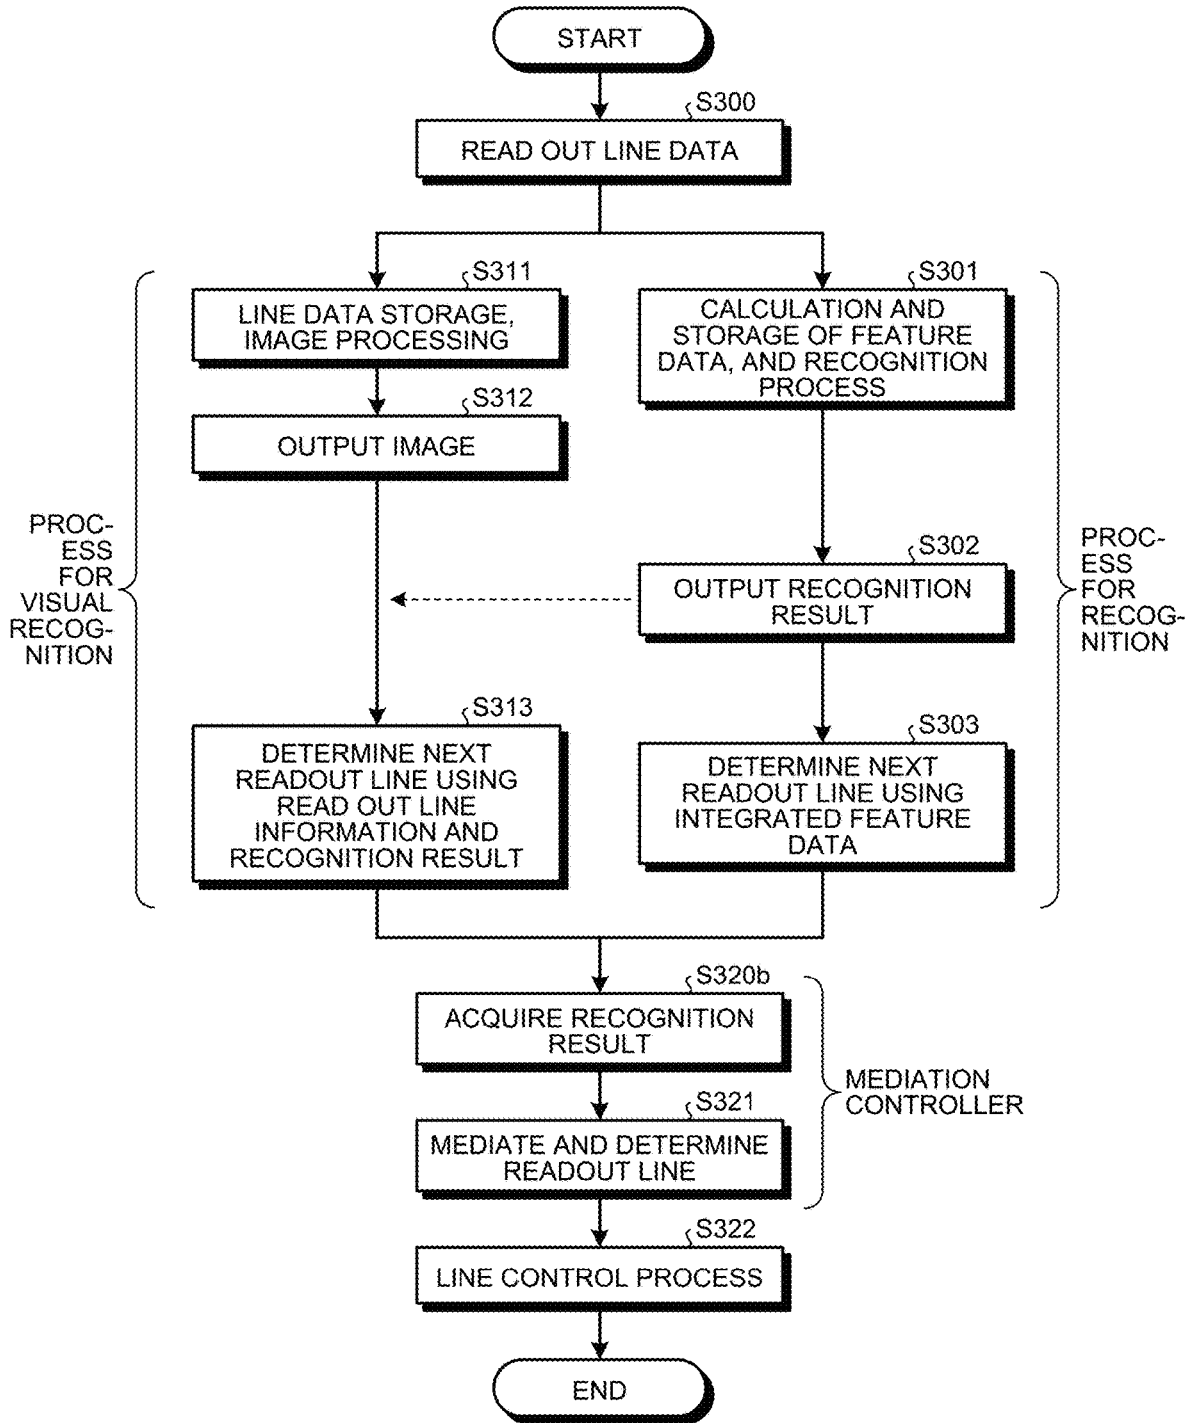 START
S300
READ OUT LINE DATA
S311
LINE DATA STORAGE,
IMAGE PROCESSING
S301
CALCULATION AND
STORAGE OF FEATURE
DATA, AND RECOGNITION
PROCESS
S312
OUTPUT IMAGE
PROC-
ESS
FOR
VISUAL
RECOG-
NITION
S302
OUTPUT RECOGNITION
RESULT
PROC-
ESS
FOR
RECOG-
NITION
S313
DETERMINE NEXT
READOUT LINE USING
READ OUT LINE
INFORMATION AND
RECOGNITION RESULT
S303
DETERMINE NEXT
READOUT LINE USING
INTEGRATED FEATURE
DATA
S320b
ACQUIRE RECOGNITION
RESULT
MEDIATION
CONTROLLER
S321
MEDIATE AND DETERMINE
READOUT LINE
S322
LINE CONTROL PROCESS
END